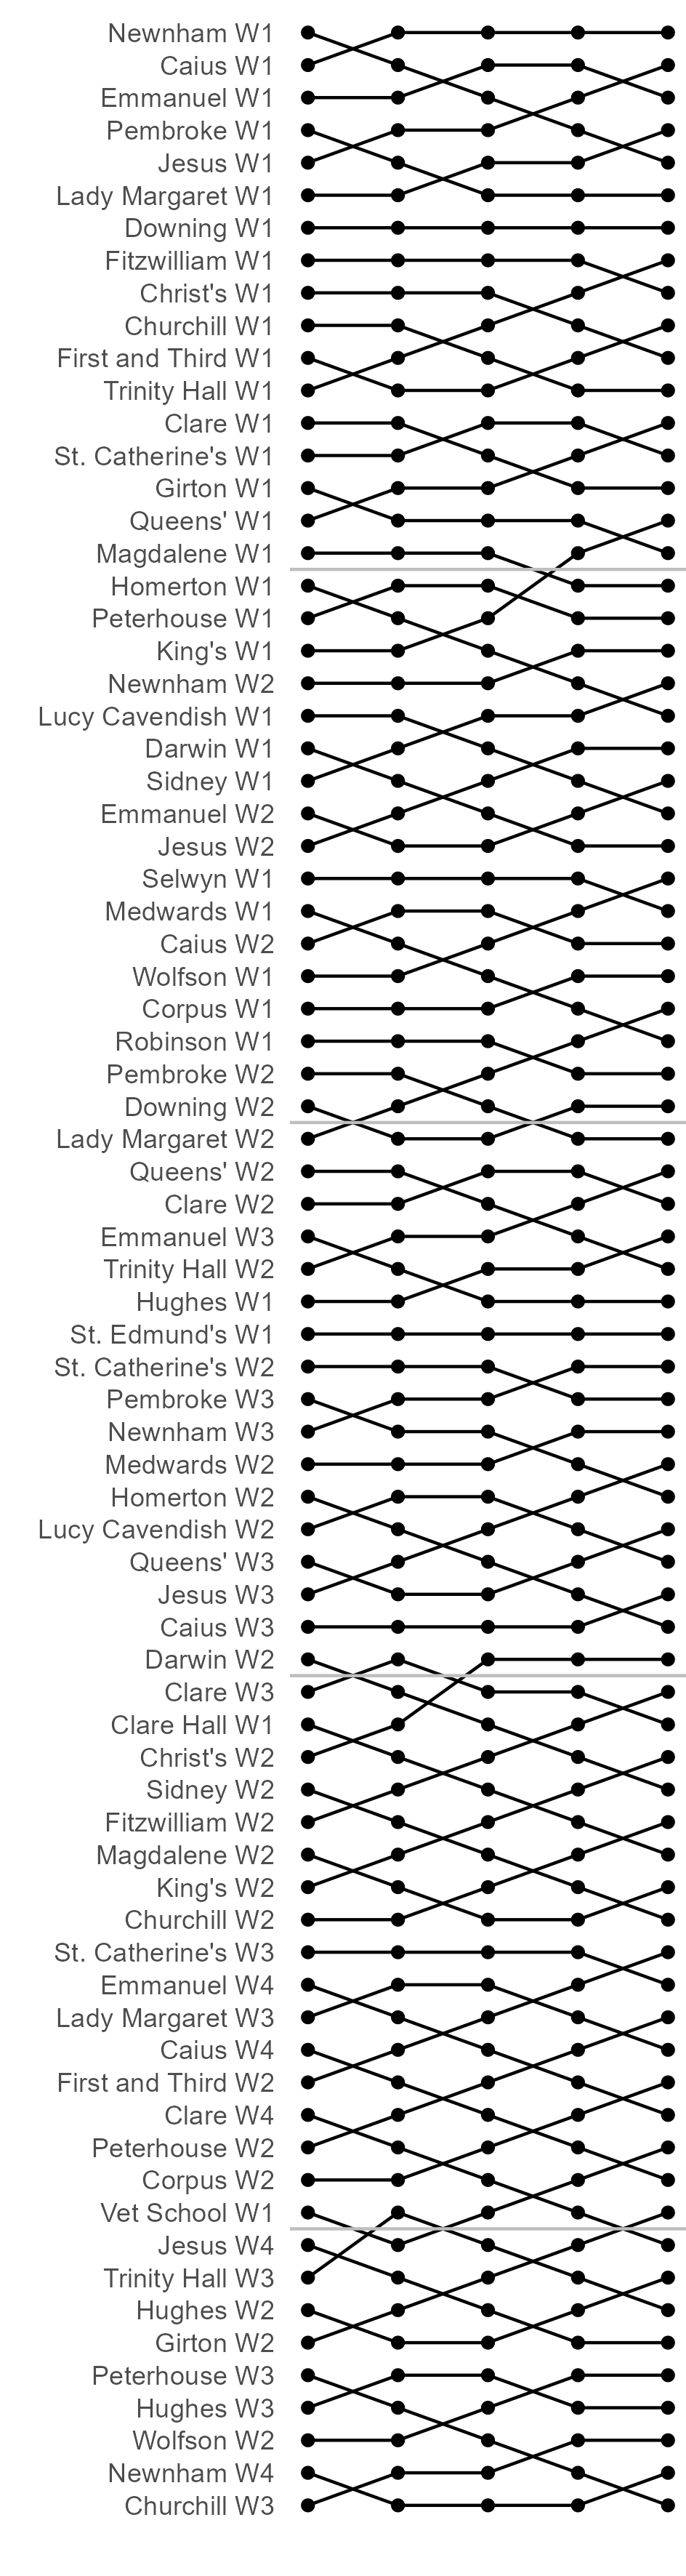 Newnham W1
Caius W1
Emmanuel W1
Pembroke W1
Jesus W1
Lady Margaret W1
Downing W1
Fitzwilliam W1
Christ's W1
Churchill W1
First and Third W1
Trinity Hall W1
Clare W1
St. Catherine's W1
Girton W1
Queens' W1
Magdalene W1
Homerton W1
Peterhouse W1
King's W1
Newnham W2
Lucy Cavendish W1
Darwin W1
Sidney W1
Emmanuel W2
Jesus W2
Selwyn W1
Medwards W1
Caius W2
Wolfson W1
Corpus W1
Robinson W1
Pembroke W2
Downing W2
Lady Margaret W2
Queens' W2
Clare W2
Emmanuel W3
Trinity Hall W2
Hughes W1
St. Edmund's W1
St. Catherine's W2
Pembroke W3
Newnham W3
Medwards W2
Homerton W2
Lucy Cavendish W2
Queens' W3
Jesus W3
Caius W3
Darwin W2
Clare W3
Clare Hall W1
Christ's W2
Sidney W2
Fitzwilliam W2
Magdalene W2
King's W2
Churchill W2
St. Catherine's W3
Emmanuel W4
Lady Margaret W3
Caius W4
First and Third W2
Clare W4
Peterhouse W2
Corpus W2
Vet School W1
Jesus W4
Trinity Hall W3
Hughes W2
Girton W2
Peterhouse W3
Hughes W3
Wolfson W2
Newnham W4
Churchill W3